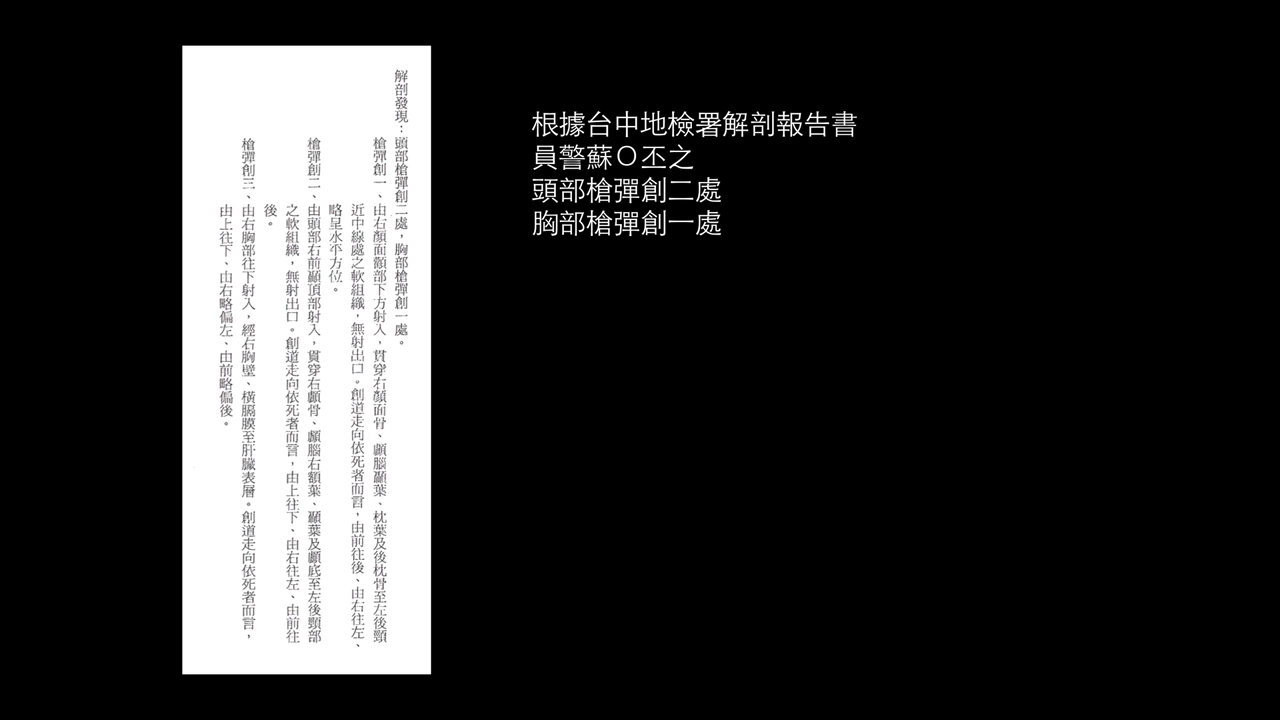 解剖發現：頭部槍彈創二處，胸部槍彈創一處。
槍彈創一、由右顏面顴部下方射入，貫穿右顏面骨、顱腦顳葉、枕葉及後枕骨至左後頸
近中線處之軟組織，無射出口。創道走向依死者而言，由前往後、由右往左、
略呈水平方位。
槍彈創二、由頭部右前顳頂部射入，貫穿右顱骨、顱腦右額葉、顳葉及顱底至左後頸部
之軟組織，無射出口。創道走向依死者而言，由上往下、由右往左、由前往
後。
槍彈創三、由右胸部往下射入，經右胸壁、橫膈膜至肝臟表層。創道走向依死者而言，
由上往下、由右略偏左、由前略偏後。
根據台中地檢署解剖報告書
員警蘇O丕之
頭部槍彈創二處
胸部槍彈創一處